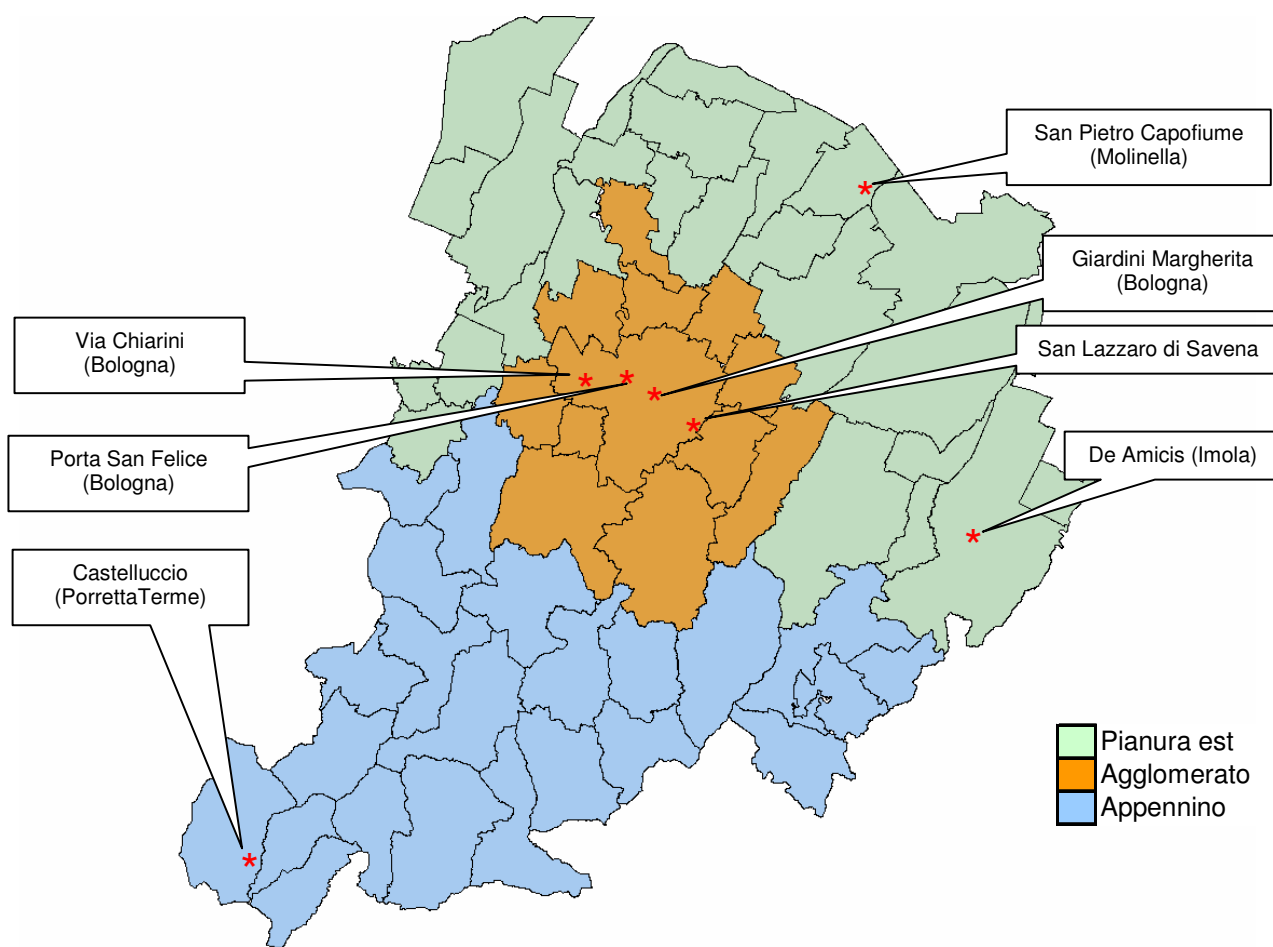 San Pietro Capofiume
(Molinella)
Giardini Margherita
(Bologna)
Via Chiarini
(Bologna)
San Lazzaro di Savena
Porta San Felice
(Bologna)
De Amicis (Imola)
Castelluccio
(PorrettaTerme)
Pianura est
Agglomerato
Appennino